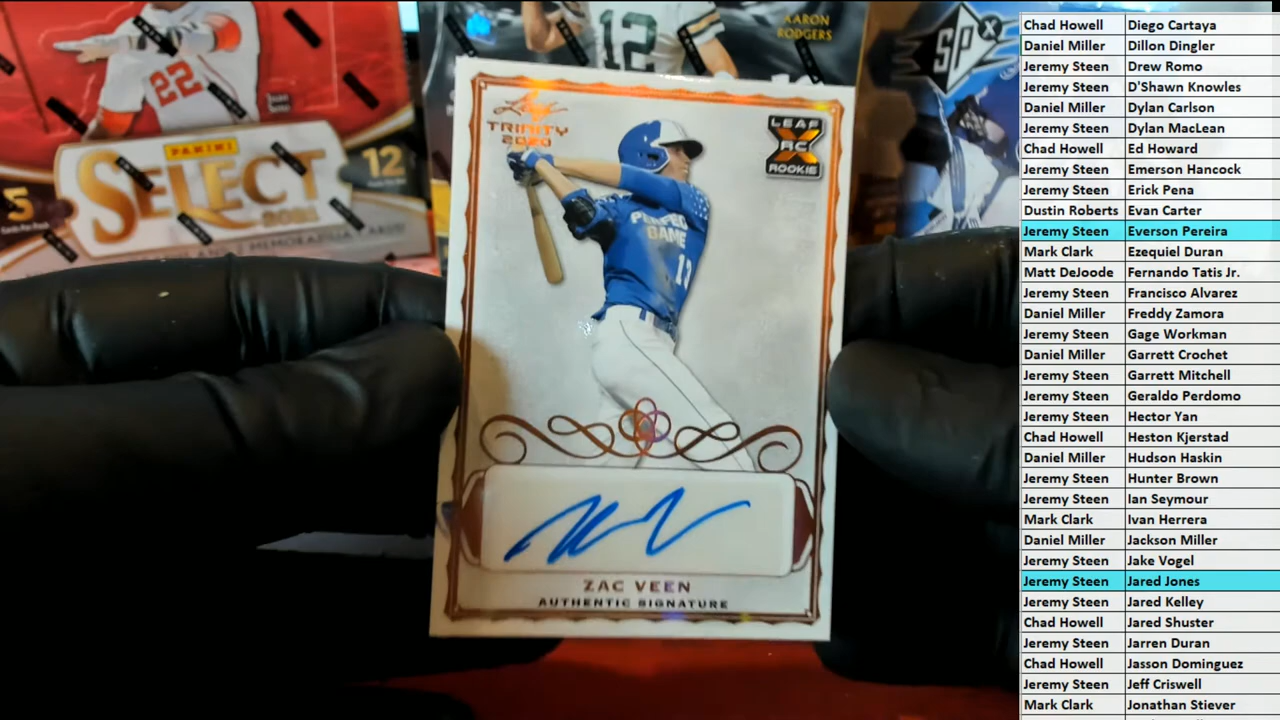 22
PANINI
SELECT
2021
5
12
12
AARON
RODGERS
SPX
Leaf
TRINITY
2020
LEAF
X
RC
ROOKIE
PERFECT
GAME
13
ZAC VEEN
AUTHENTIC SIGNATURE
Chad Howell Diego Cartaya
Daniel Miller Dillon Dingler
Jeremy Steen Drew Romo
Jeremy Steen D'Shawn Knowles
Daniel Miller Dylan Carlson
Jeremy Steen Dylan MacLean
Chad Howell Ed Howard
Jeremy Steen Emerson Hancock
Jeremy Steen Erick Pena
Dustin Roberts Evan Carter
Jeremy Steen Everson Pereira
Mark Clark Ezequiel Duran
Matt DeJoode Fernando Tatis Jr.
Jeremy Steen Francisco Alvarez
Daniel Miller Freddy Zamora
Jeremy Steen Gage Workman
Daniel Miller Garrett Crochet
Jeremy Steen Garrett Mitchell
Jeremy Steen Geraldo Perdomo
Jeremy Steen Hector Yan
Chad Howell Heston Kjerstad
Daniel Miller Hudson Haskin
Jeremy Steen Hunter Brown
Jeremy Steen Ian Seymour
Mark Clark Ivan Herrera
Daniel Miller Jackson Miller
Jeremy Steen Jake Vogel
Jeremy Steen Jared Jones
Jeremy Steen Jared Kelley
Chad Howell Jared Shuster
Jeremy Steen Jarren Duran
Chad Howell Jasson Dominguez
Jeremy Steen Jeff Criswell
Mark Clark Jonathan Stiever